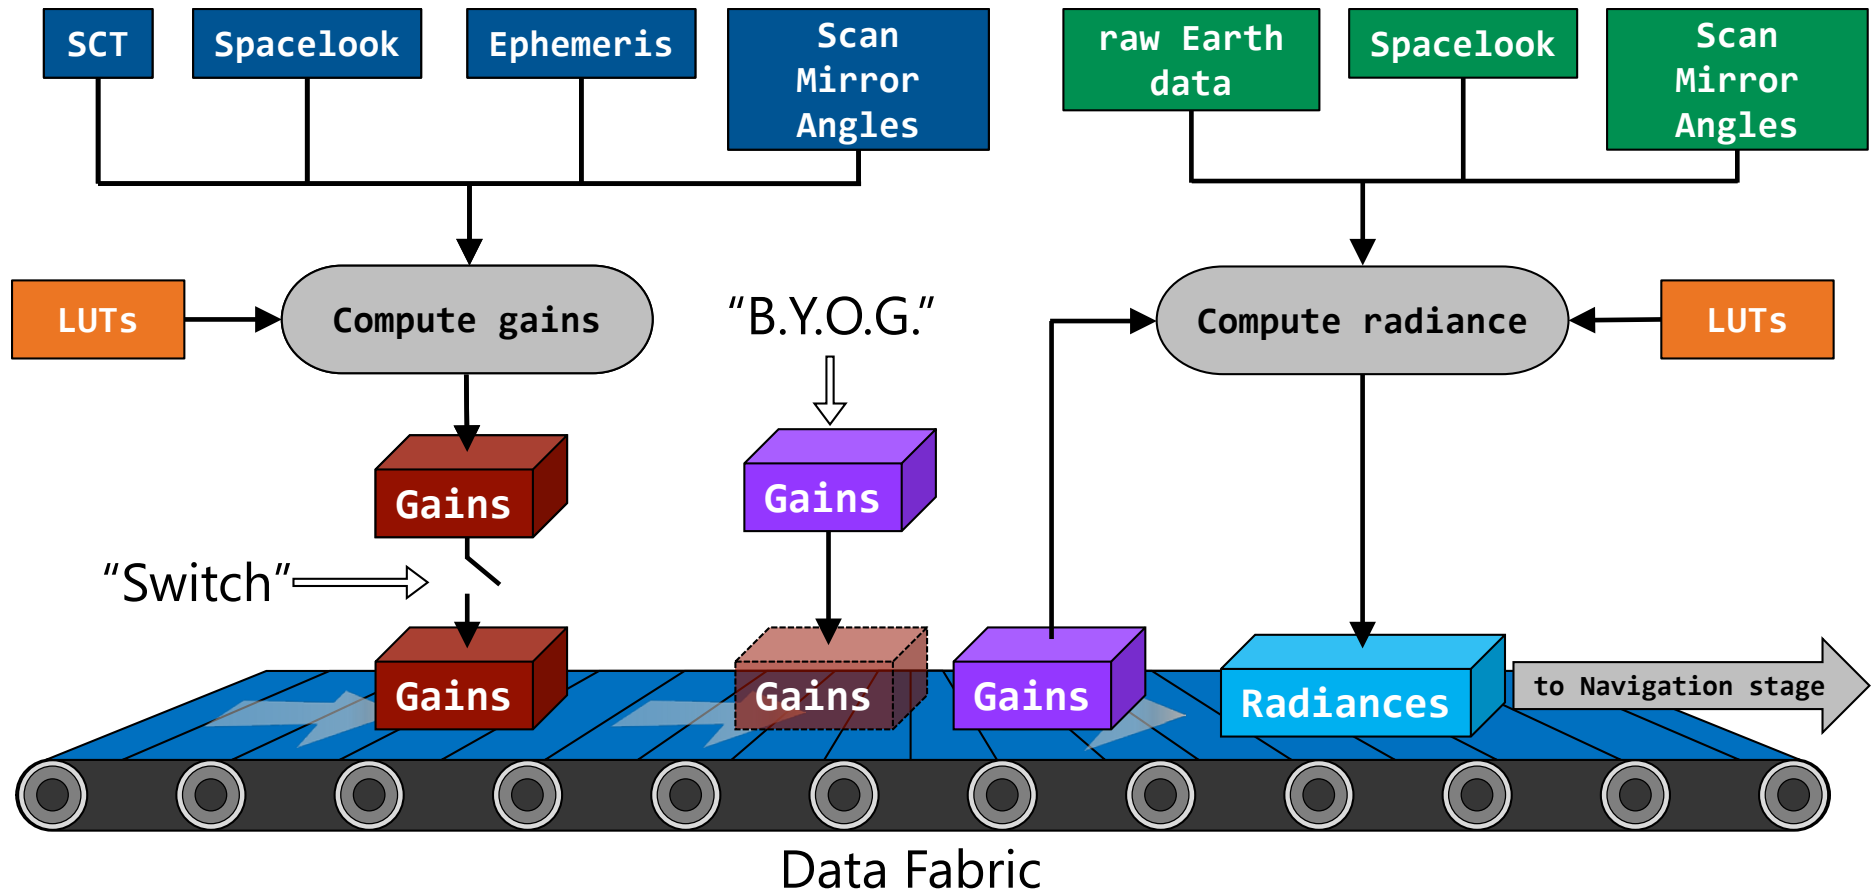 SCT
Spacelook
Ephemeris
Scan
Mirror
Angles
raw Earth
data
Spacelook
Scan
Mirror
Angles
LUTs
Compute gains
“B.Y.O.G.”
Compute radiance
LUTs
Gains
Gains
“Switch”
Gains
Gains
Gains
Radiances
to Navigation stage
Data Fabric